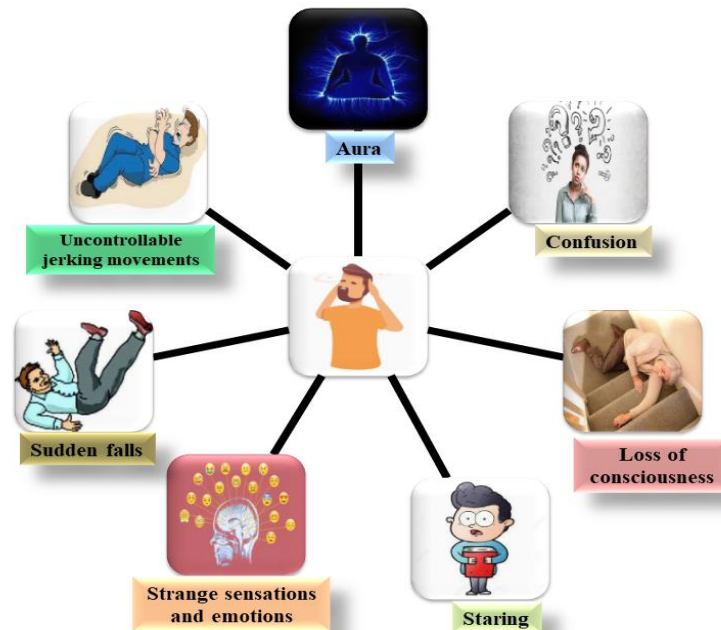 Aura
Confusion
Loss of
consciousness
Staring
Strange sensations
and emotions
Sudden falls
Uncontrollable
jerking movements